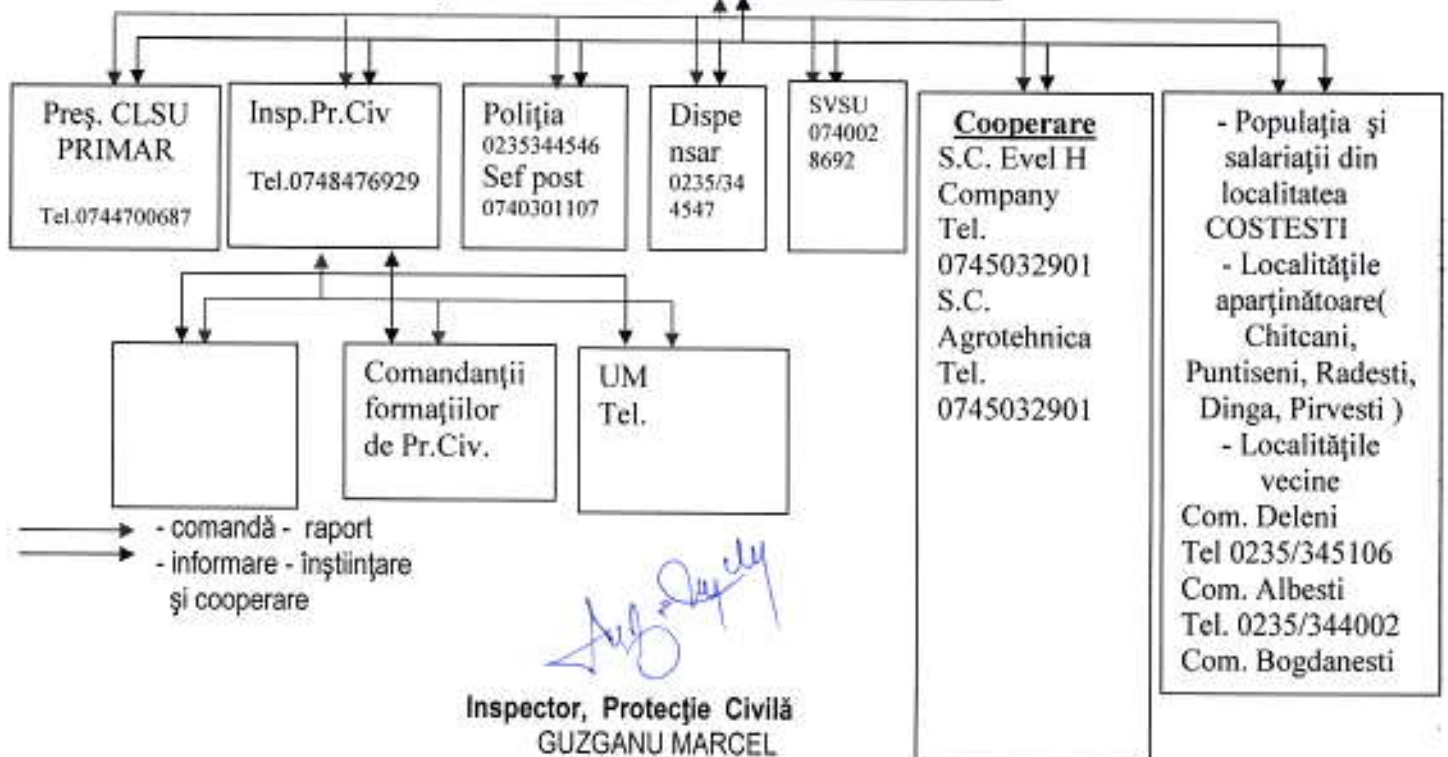 Preş. CLSU
PRIMAR
Tel.0744700687
Insp.Pr.Civ
Tel.0748476929
Poliţia
0235344546
Sef post
0740301107
Dispe
nsar
0235/34
4547
SVSU
074002
8692
Cooperare
S.C. Evel H
Company
Tel.
0745032901
S.C.
Agrotehnica
Tel.
0745032901
- Populaţia şi
salariaţii din
localitatea
COSTESTI
- Localităţile
aparţinătoare(
Chitcani,
Puntiseni, Radesti,
Dinga, Pirvesti )
- Localităţile
vecine
Com. Deleni
Tel 0235/345106
Com. Albesti
Tel. 0235/344002
Com. Bogdanesti
Comandanţii
formaţiilor
de Pr.Civ.
UM
Tel.
- comandă - raport
- informare - înştiinţare
şi cooperare
Inspector, Protecţie Civilă
GUZGANU MARCEL